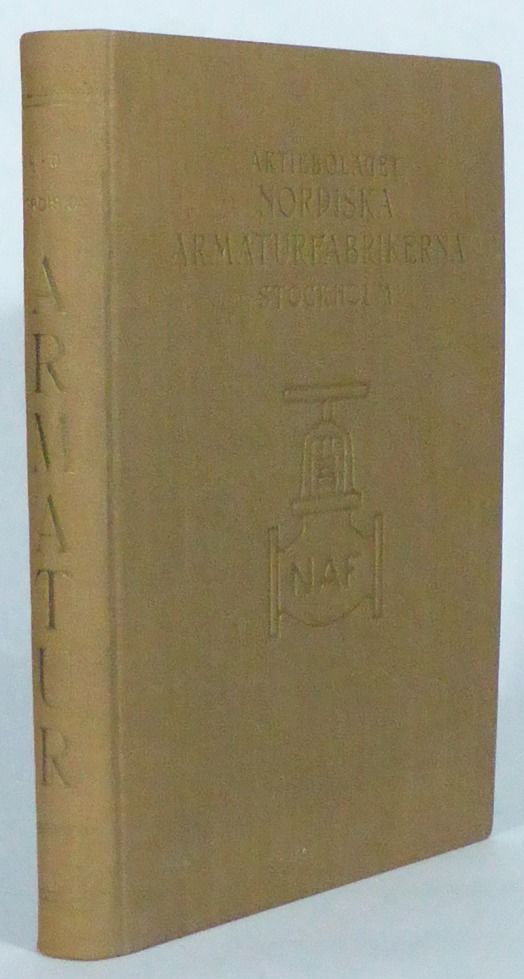 ARMATUR
AKTIEBOLAGET
NORDISKA
ARMATURFABRIKERNA
STOCKHOLM
NAF